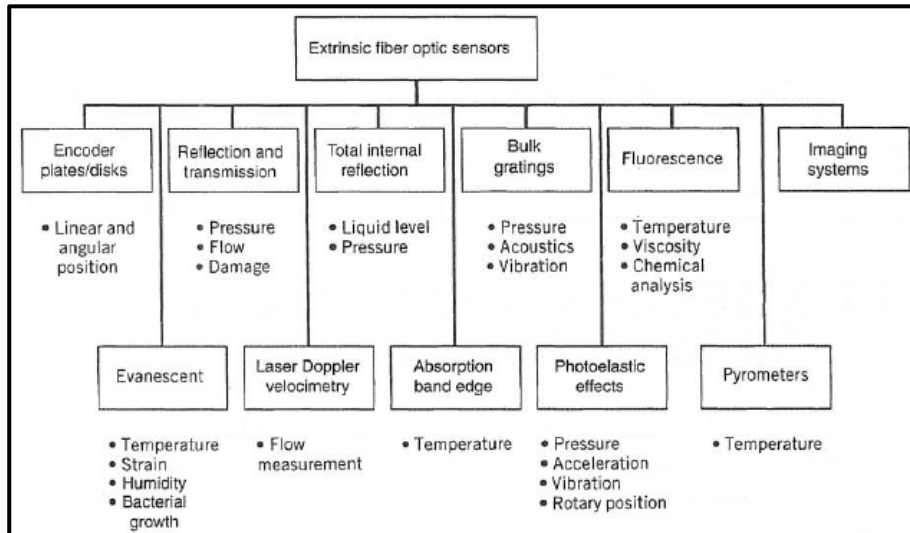 Extrinsic fiber optic sensors
Encoder
plates/disks
• Linear and
angular
position
Reflection and
transmission
• Pressure
• Flow
• Damage
Total internal
reflection
• Liquid level
• Pressure
Bulk
gratings
• Pressure
• Acoustics
• Vibration
Fluorescence
• Temperature
• Viscosity
• Chemical
analysis
Imaging
systems
Evanescent
• Temperature
• Strain
• Humidity
• Bacterial
growth
Laser Doppler
velocimetry
• Flow
measurement
Absorption
band edge
• Temperature
Photoelastic
effects
• Pressure
• Acceleration
• Vibration
• Rotary position
Pyrometers
• Temperature